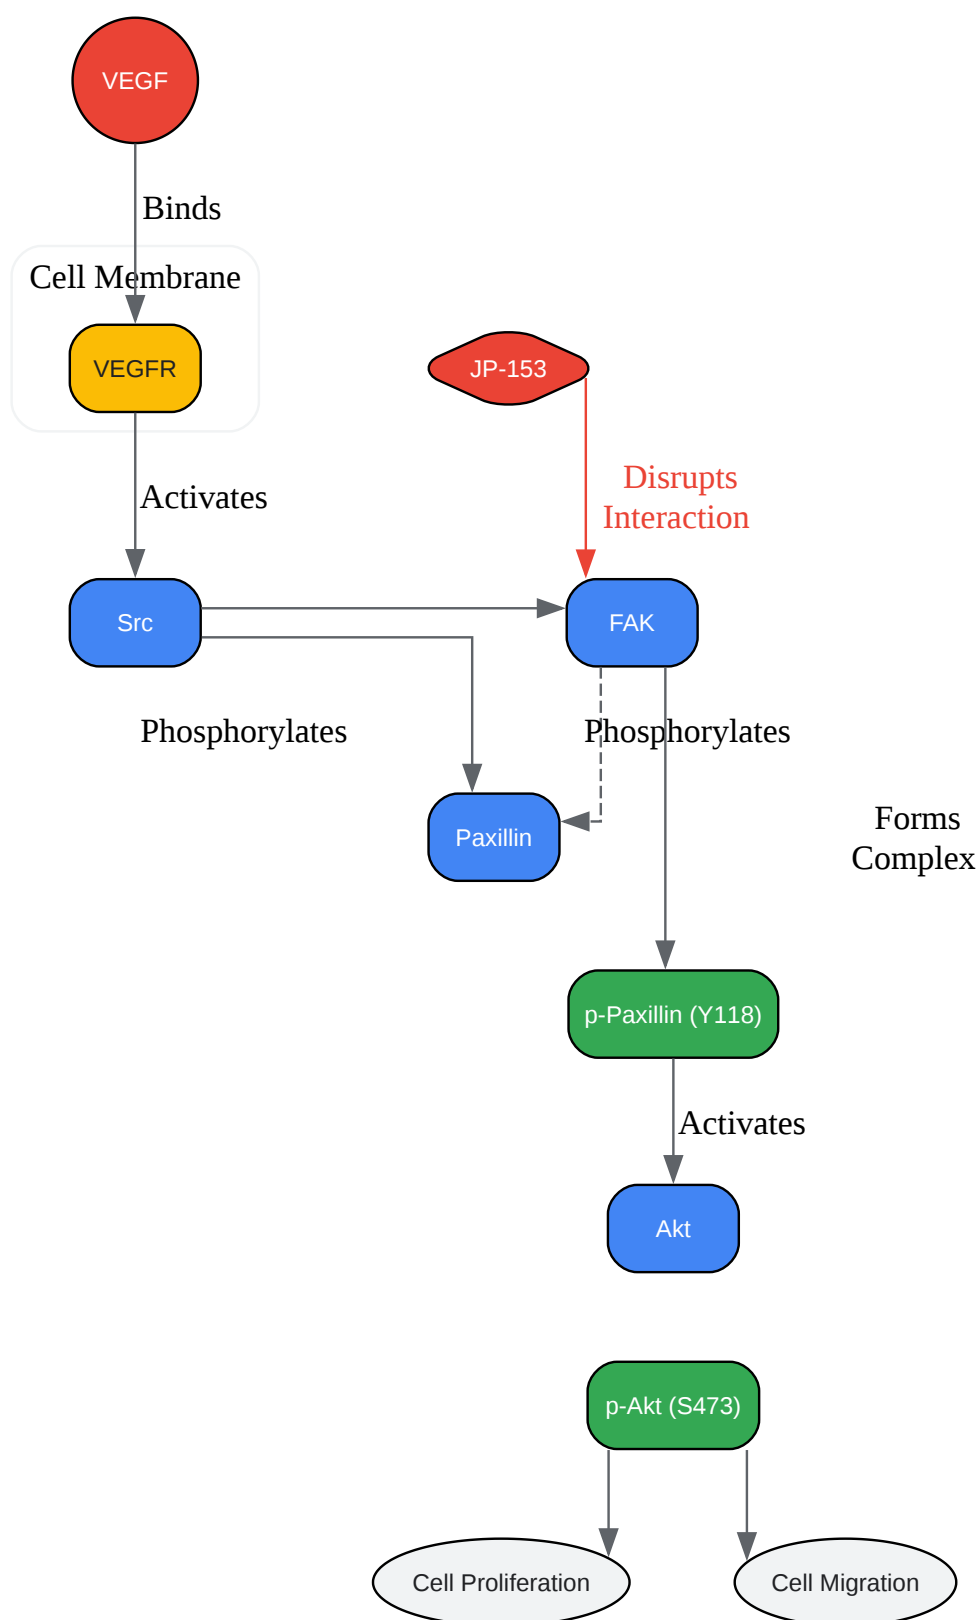 VEGF
Binds
Cell Membrane
VEGFR
JP-153
Disrupts
Interaction
Activates
Src
FAK
Phosphorylates
Phosphorylates
Paxillin
Forms
Complex
p-Paxillin (Y118)
Activates
Akt
p-Akt (S473)
Cell Proliferation
Cell Migration